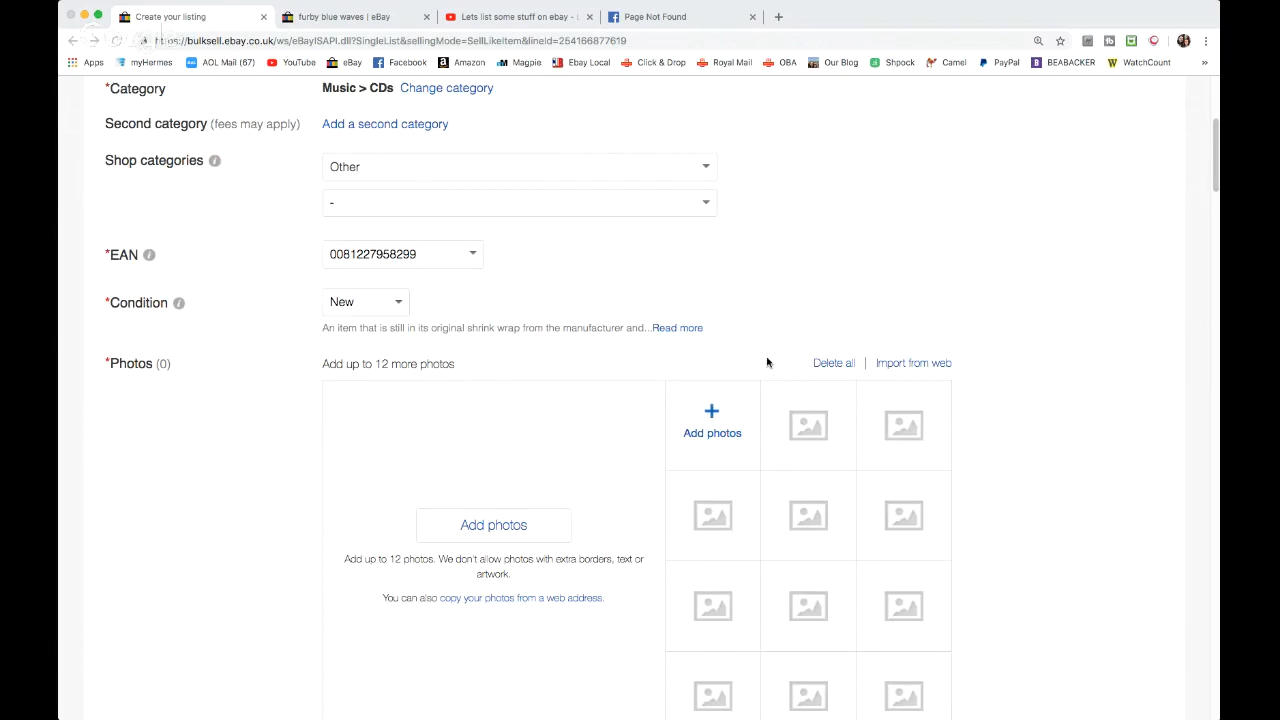 Create your listing
furby blue waves | eBay
Lets list some stuff on ebay - L
Page Not Found
https://bulksell.ebay.co.uk/ws/eBayISAPI.dll?SingleList&sellingMode=SellLikeItem&lineId=254166877619
Apps myHermes AOL Mail (67) YouTube eBay Facebook Amazon Magpie Ebay Local Click & Drop Royal Mail OBA Our Blog Shpock Camel PayPal BEABACKER WatchCount »
*Category Music > CDs Change category
Second category (fees may apply) Add a second category
Shop categories Other
-
*EAN 0081227958299
*Condition New
An item that is still in its original shrink wrap from the manufacturer and...Read more
*Photos (0) Add up to 12 more photos Delete all | Import from web
Add photos
Add photos
Add up to 12 photos. We don't allow photos with extra borders, text or
artwork.
You can also copy your photos from a web address.